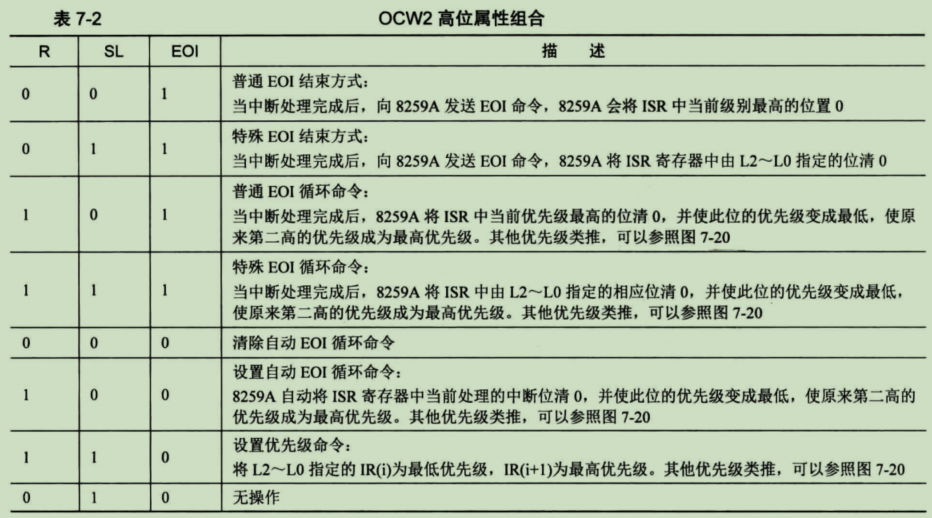 表 7-2 OCW2 高位属性组合
R SL EOI 描 述
0 0 1 普通 EOI 结束方式：
当中断处理完成后，向 8259A 发送 EOI 命令，8259A 会将 ISR 中当前级别最高的位置 0
0 1 1 特殊 EOI 结束方式：
当中断处理完成后，向 8259A 发送 EOI 命令，8259A 将 ISR 寄存器中由 L2～L0 指定的位清 0
1 0 1 普通 EOI 循环命令：
当中断处理完成后，8259A 将 ISR 中当前优先级最高的位清 0，并使此位的优先级变成最低，使原
来第二高的优先级成为最高优先级。其他优先级类推，可以参照图 7-20
1 1 1 特殊 EOI 循环命令：
当中断处理完成后，8259A 将 ISR 中由 L2～L0 指定的相应位清 0，并使此位的优先级变成最低，
使原来第二高的优先级成为最高优先级。其他优先级类推，可以参照图 7-20
0 0 0 清除自动 EOI 循环命令
1 0 0 设置自动 EOI 循环命令：
8259A 自动将 ISR 寄存器中当前处理的中断位清 0，并使此位的优先级变成最低，使原来第二高的
优先级成为最高优先级。其他优先级类推，可以参照图 7-20
1 1 0 设置优先级命令：
将 L2～L0 指定的 IR(i)为最低优先级，IR(i+1)为最高优先级。其他优先级类推，可以参照图 7-20
0 1 0 无操作